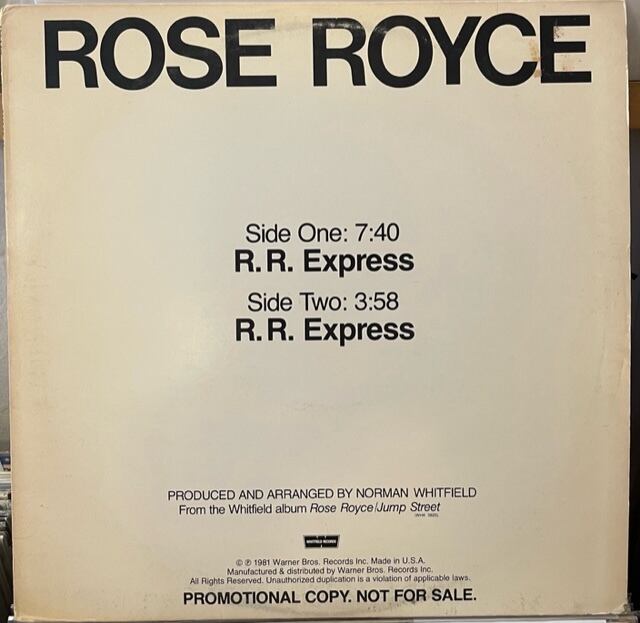 ROSE ROYCE
Side One: 7:40
R.R. Express
Side Two: 3:58
R.R. Express
PRODUCED AND ARRANGED BY NORMAN WHITFIELD
From the Whitfield album Rose Royce/Jump Street
WHITFIELD RECORDS
© ℗ 1981 Warner Bros. Records Inc. Made in U.S.A.
Manufactured & distributed by Warner Bros. Records Inc.
All Rights Reserved. Unauthorized duplication is a violation of applicable laws.
PROMOTIONAL COPY. NOT FOR SALE.